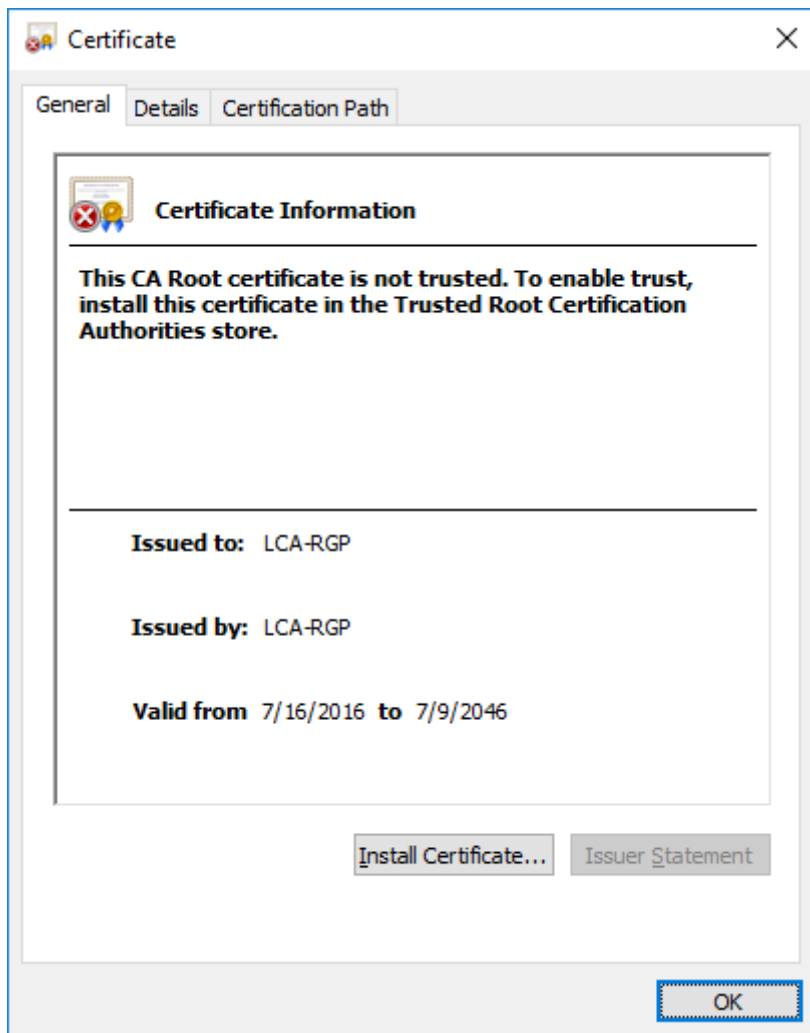 Certificate
General Details Certification Path
Certificate Information
This CA Root certificate is not trusted. To enable trust,
install this certificate in the Trusted Root Certification
Authorities store.
Issued to: LCA-RGP
Issued by: LCA-RGP
Valid from 7/16/2016 to 7/9/2046
Install Certificate... Issuer Statement
OK